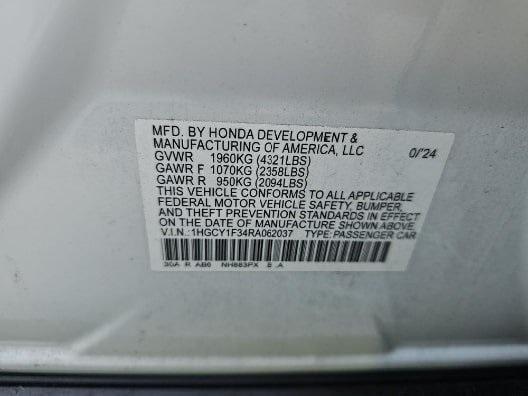 MFD. BY HONDA DEVELOPMENT &
MANUFACTURING OF AMERICA, LLC 0/'24
GVWR 1960KG (4321LBS)
GAWR F 1070KG (2358LBS)
GAWR R 950KG (2094LBS)
THIS VEHICLE CONFORMS TO ALL APPLICABLE
FEDERAL MOTOR VEHICLE SAFETY, BUMPER,
AND THEFT PREVENTION STANDARDS IN EFFECT
ON THE DATE OF MANUFACTURE SHOWN ABOVE.
V.I.N.:1HGCY1F34RA062037 TYPE:PASSENGER CAR
30A R AB0 NH883PX B A